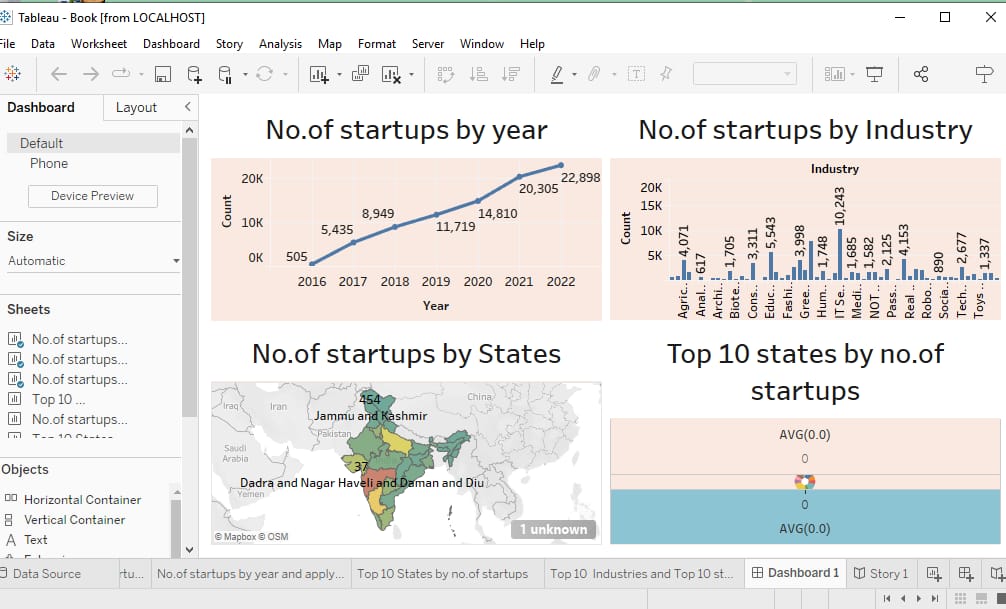 Tableau - Book [from LOCALHOST]
File Data Worksheet Dashboard Story Analysis Map Format Server Window Help
Dashboard Layout
Default
Phone
Device Preview
Size
Automatic
Sheets
No.of startups...
No.of startups...
No.of startups...
Top 10 ...
No.of startups...
Top 10 States
Objects
Horizontal Container
Vertical Container
A Text
No.of startups by year
Count
20K
10K
0K
505
5,435
8,949
11,719
14,810
20,305
22,898
2016 2017 2018 2019 2020 2021 2022
Year
No.of startups by Industry
Industry
Count
20K
15K
10K
5K
4,071
617
1,705
3,311
5,543
3,998
1,748
10,243
1,685
1,582
2,125
4,153
890
2,677
1,337
Agric..
Anal..
Archi..
Biote..
Cons..
Educ..
Fashi..
Gree..
Hum..
IT Se..
Medi..
NOT ..
Pass..
Real ..
Robo..
Socia..
Tech..
Toys ..
No.of startups by States
Iraq
Iran
China
454
Jammu and Kashmir
Pakistan
Saudi
Arabia
37
Dadra and Nagar Haveli and Daman and Diu
Yemen
1 unknown
© Mapbox © OSM
Top 10 states by no.of
startups
AVG(0.0)
0
0
AVG(0.0)
Data Source rtu... No.of startups by year and apply... Top 10 States by no.of startups Top 10 Industries and Top 10 st... Dashboard 1 Story 1